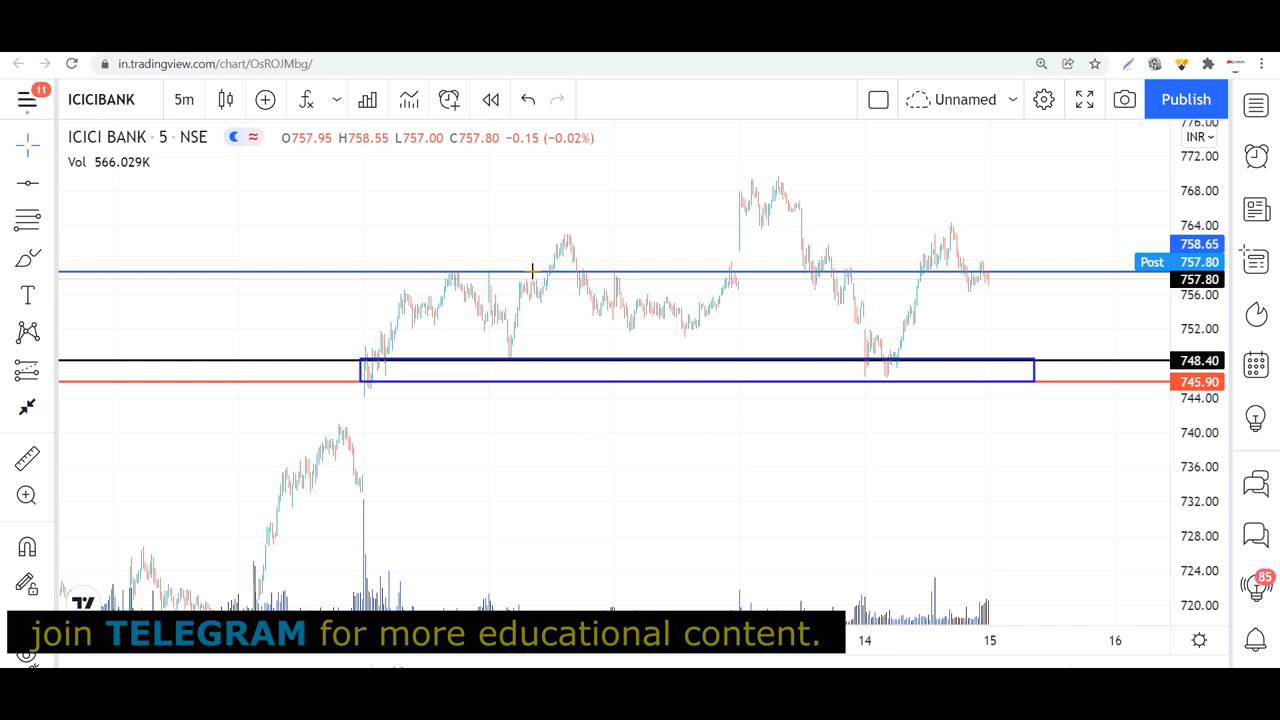 in.tradingview.com/chart/OsROJMbg/
11
ICICIBANK
5m
Unnamed
Publish
ICICI BANK · 5 · NSE
O757.95 H758.55 L757.00 C757.80 −0.15 (−0.02%)
Vol 566.029K
776.00
INR
772.00
768.00
764.00
758.65
Post 757.80
757.80
756.00
752.00
748.40
745.90
744.00
740.00
736.00
732.00
728.00
724.00
720.00
85
join TELEGRAM for more educational content.
14 15 16